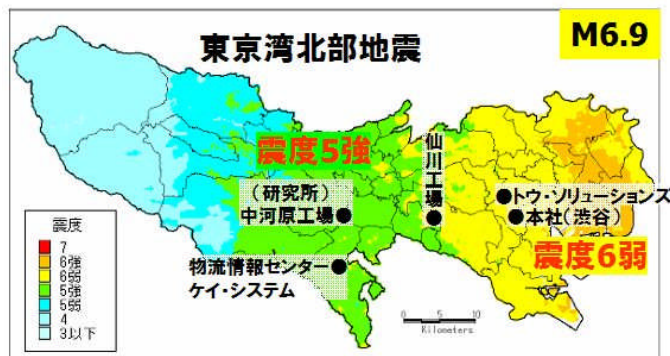 東京湾北部地震
M6.9
震度5強
仙川工場
(研究所)
中河原工場
トウ・ソリューションズ
本社(渋谷)
震度6弱
物流情報センター
ケイ・システム
震度
7
6強
6弱
5強
5弱
4
3以下
0 5 10
Kilometers